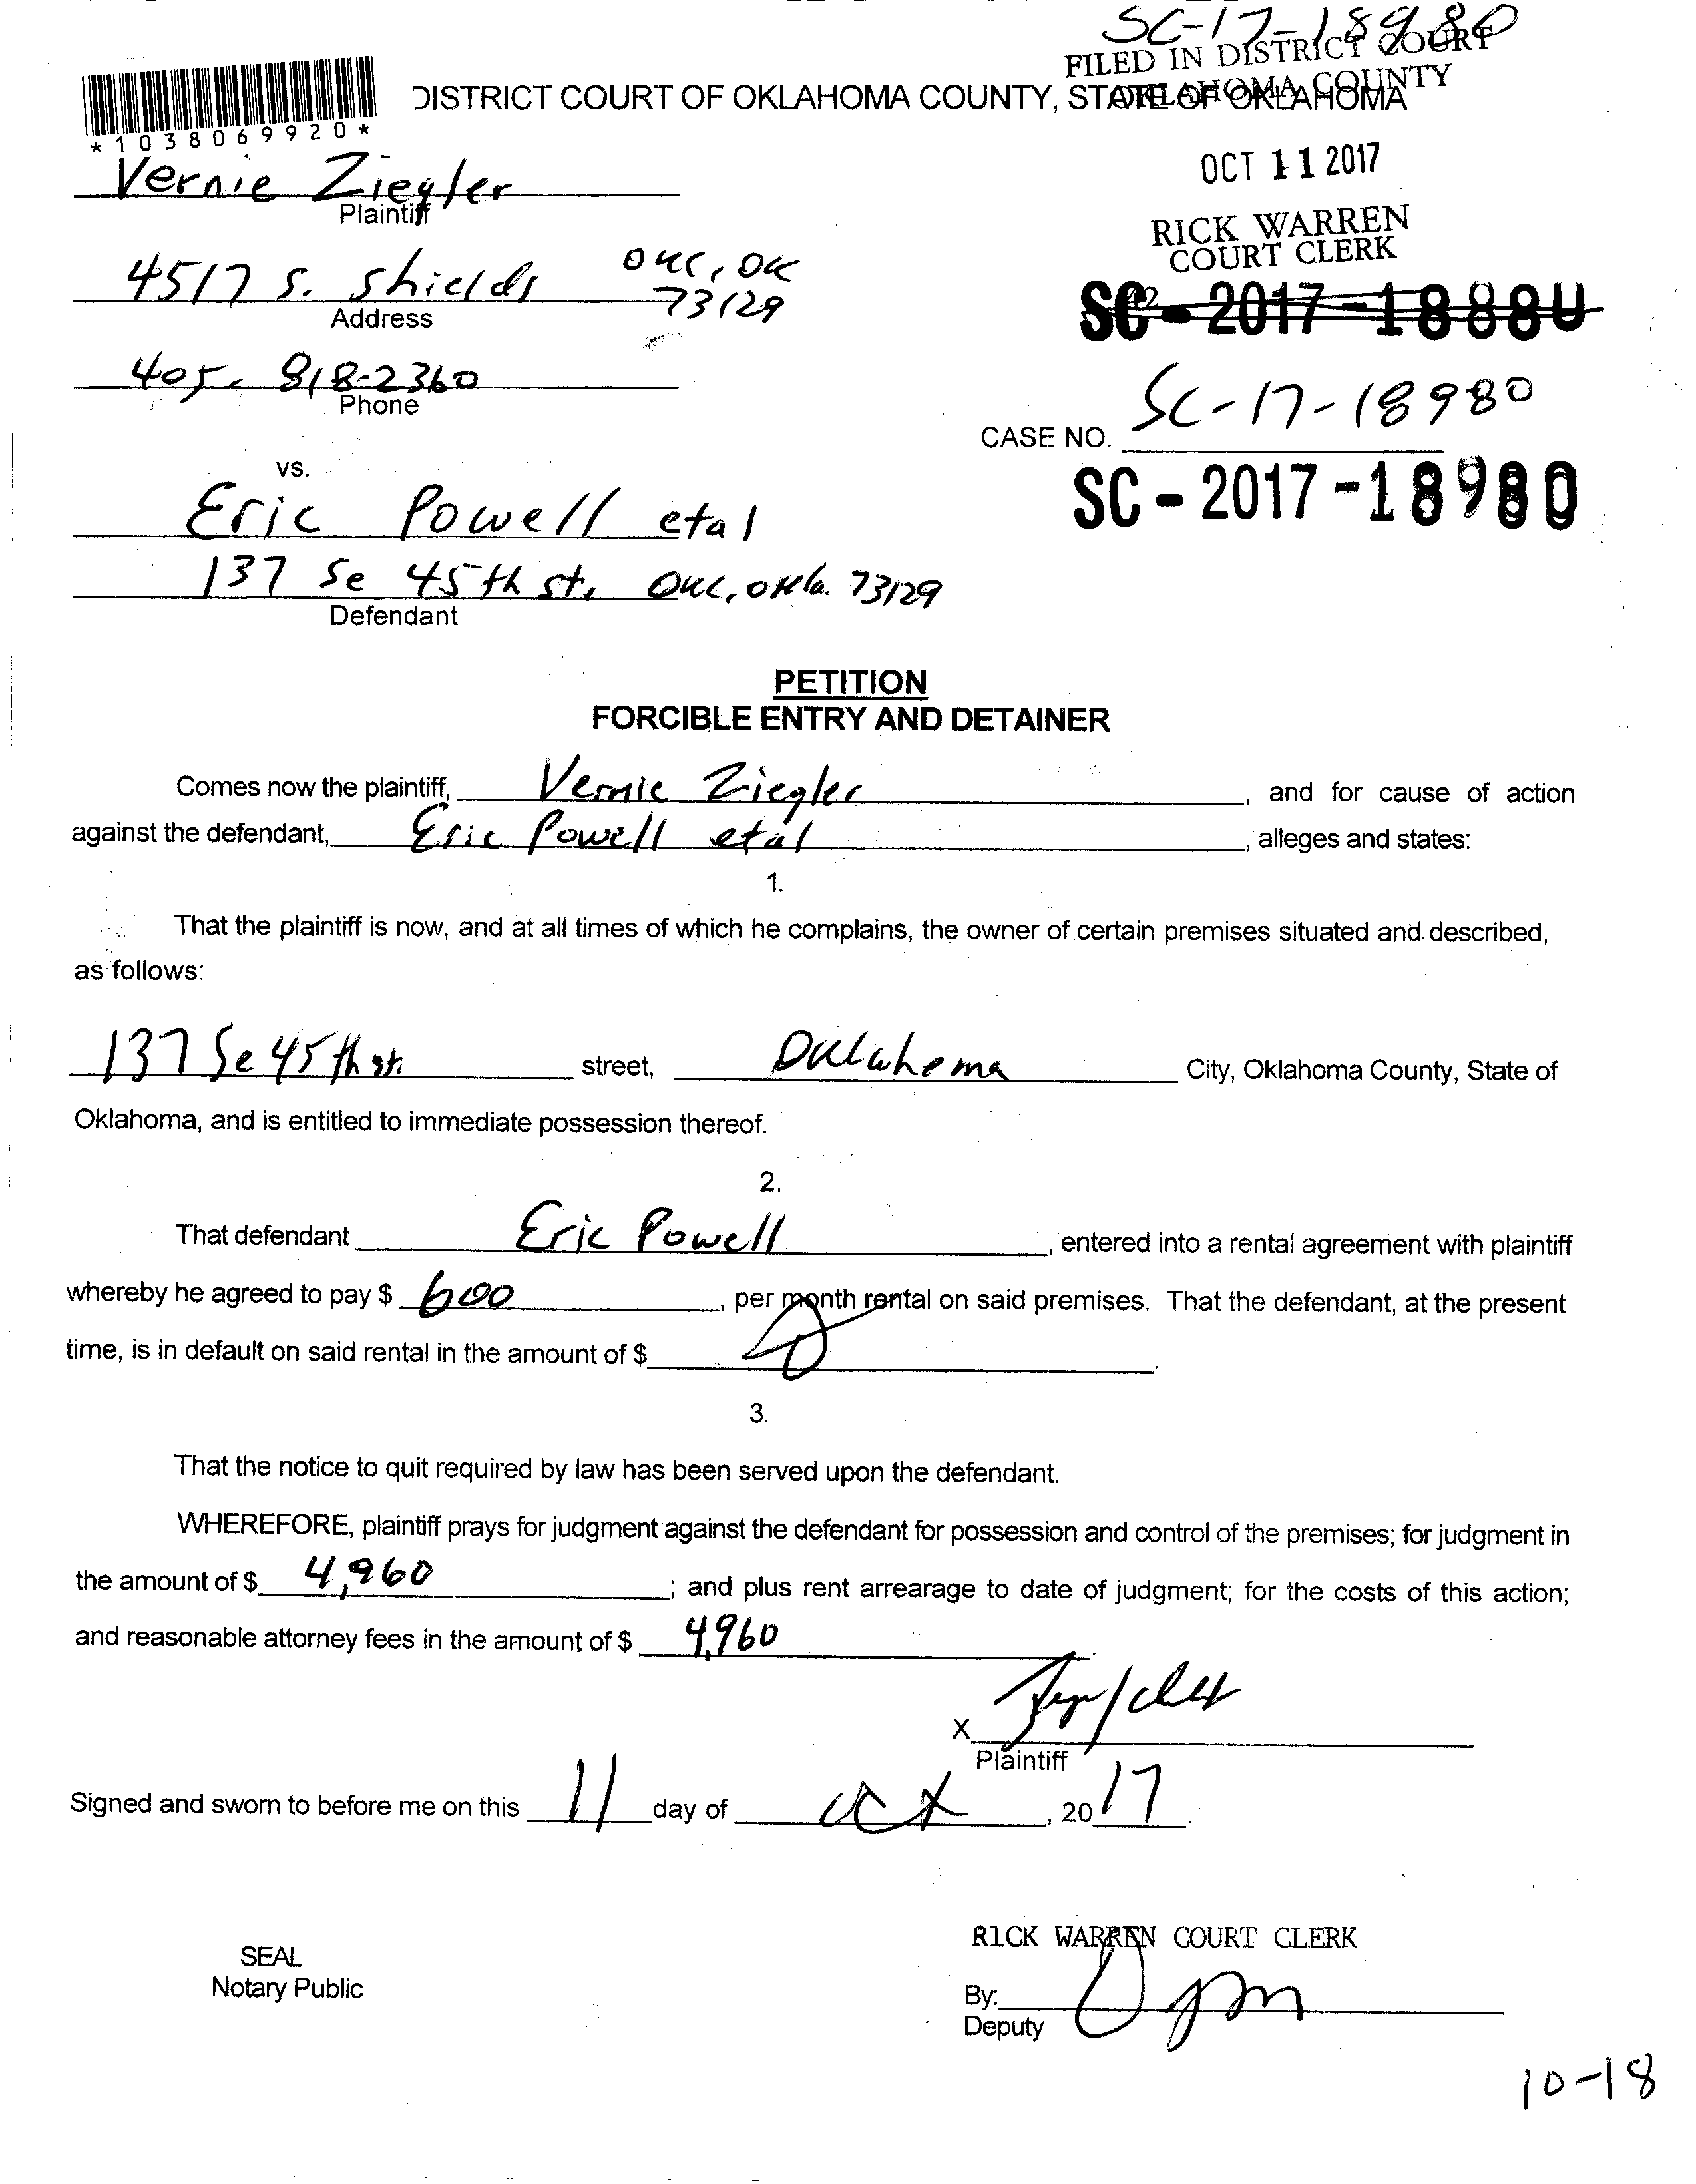 SC-17-18980
FILED IN DISTRICT COURT
OKLAHOMA COUNTY
DISTRICT COURT OF OKLAHOMA COUNTY, STATE OF OKLAHOMA
*1038069920*
OCT 11 2017
Vernie Ziegler
Plaintiff
RICK WARREN
COURT CLERK
4517 S. Shields OKC, OK
73129
Address
SC-2017-1888U
405-818-2360
Phone
SC-17-18980
CASE NO.
vs.
SC-2017-18980
Eric Powell etal
137 Se 45th st. OKC, Okla. 73129
Defendant
PETITION
FORCIBLE ENTRY AND DETAINER
Comes now the plaintiff, Vernie Ziegler, and for cause of action
against the defendant, Eric Powell etal, alleges and states:
1.
That the plaintiff is now, and at all times of which he complains, the owner of certain premises situated and described,
as follows:
137 Se 45th st. street, Oklahoma City, Oklahoma County, State of
Oklahoma, and is entitled to immediate possession thereof.
2.
That defendant Eric Powell, entered into a rental agreement with plaintiff
whereby he agreed to pay $ 600, per month rental on said premises. That the defendant, at the present
time, is in default on said rental in the amount of $
3.
That the notice to quit required by law has been served upon the defendant.
WHEREFORE, plaintiff prays for judgment against the defendant for possession and control of the premises; for judgment in
the amount of $ 4,960; and plus rent arrearage to date of judgment; for the costs of this action;
and reasonable attorney fees in the amount of $ 4,960.
X
Plaintiff
Signed and sworn to before me on this 11 day of oct, 2017.
RICK WARREN COURT CLERK
SEAL
Notary Public
By:
Deputy
10-18